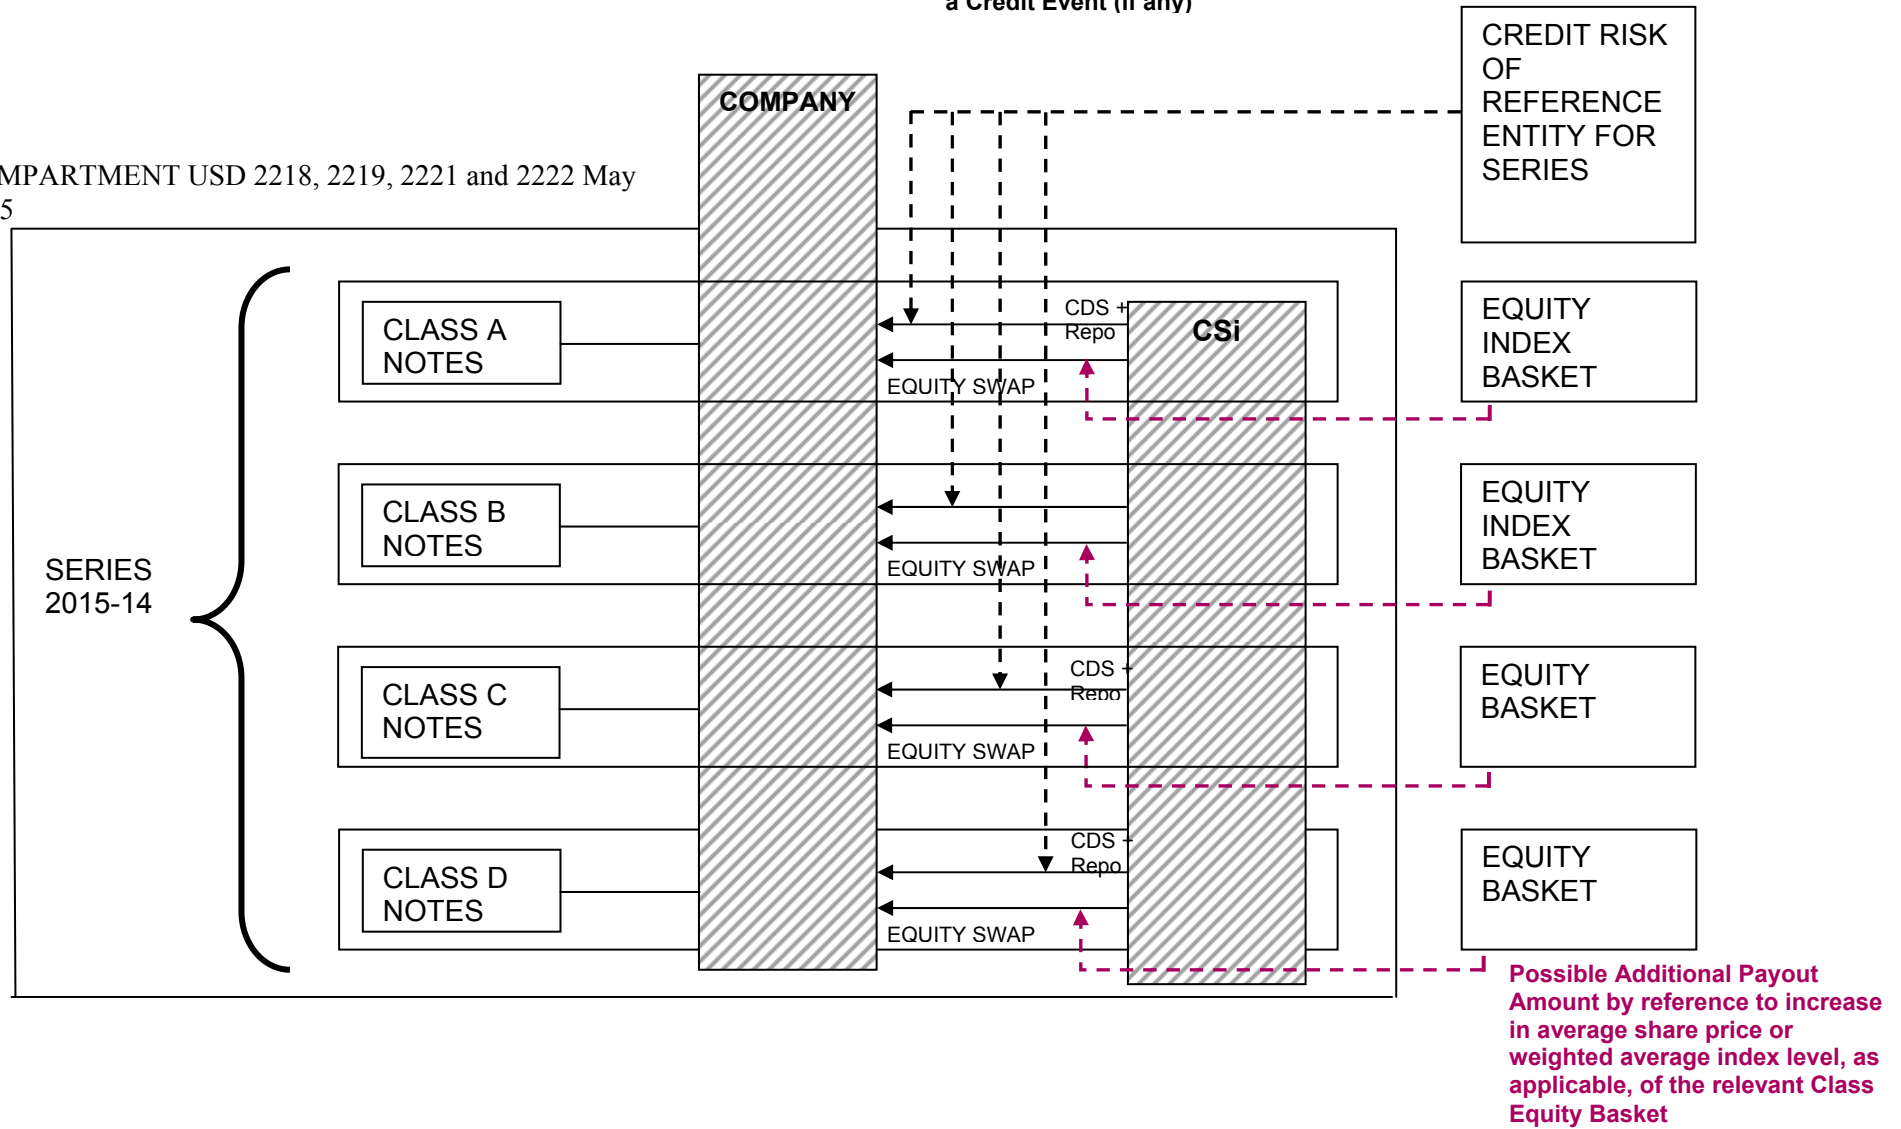 a Credit Event (if any)
CREDIT RISK
OF
REFERENCE
ENTITY FOR
SERIES
COMPANY
MPARTMENT USD 2218, 2219, 2221 and 2222 May
5
CLASS A
NOTES
CDS +
Repo
CSi
EQUITY SWAP
EQUITY
INDEX
BASKET
CLASS B
NOTES
EQUITY SWAP
EQUITY
INDEX
BASKET
SERIES
2015-14
CLASS C
NOTES
CDS +
Repo
EQUITY SWAP
EQUITY
BASKET
CLASS D
NOTES
CDS +
Repo
EQUITY SWAP
EQUITY
BASKET
Possible Additional Payout
Amount by reference to increase
in average share price or
weighted average index level, as
applicable, of the relevant Class
Equity Basket